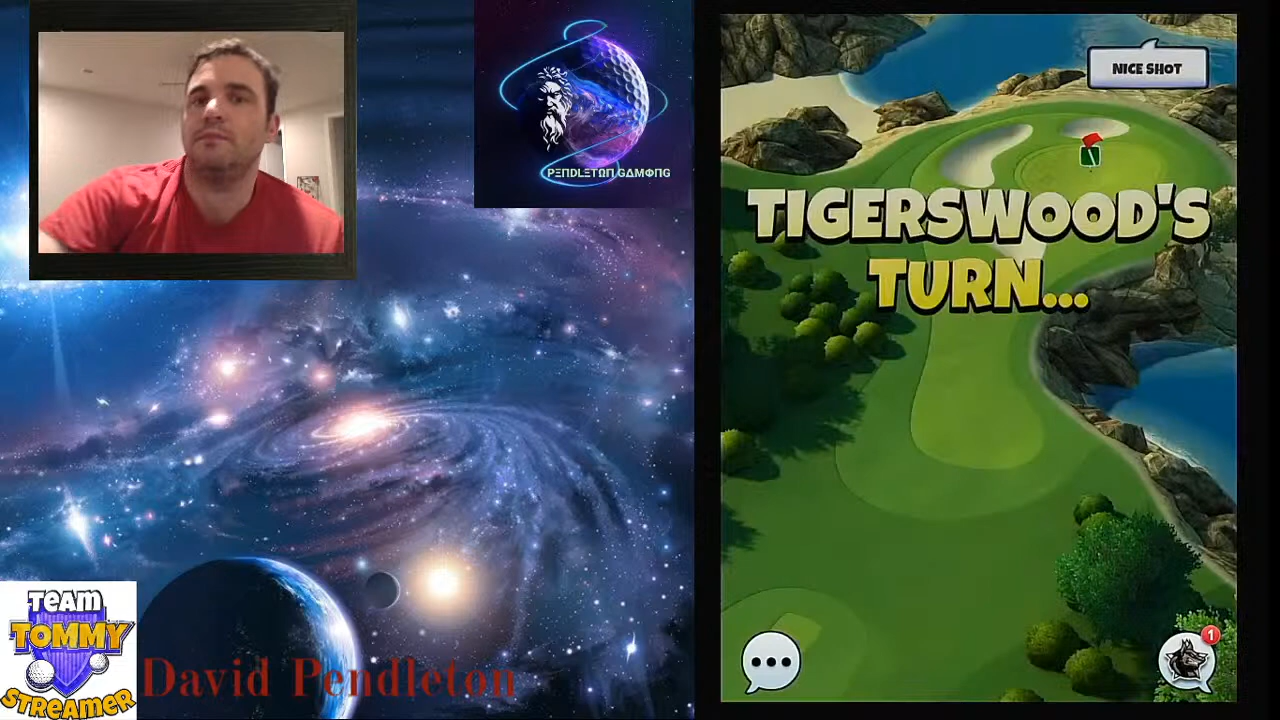 PENDLETON GAMING
NICE SHOT
TIGERSWOOD'S
TURN...
1
TEAM
TOMMY
STREAMER
David Pendleton